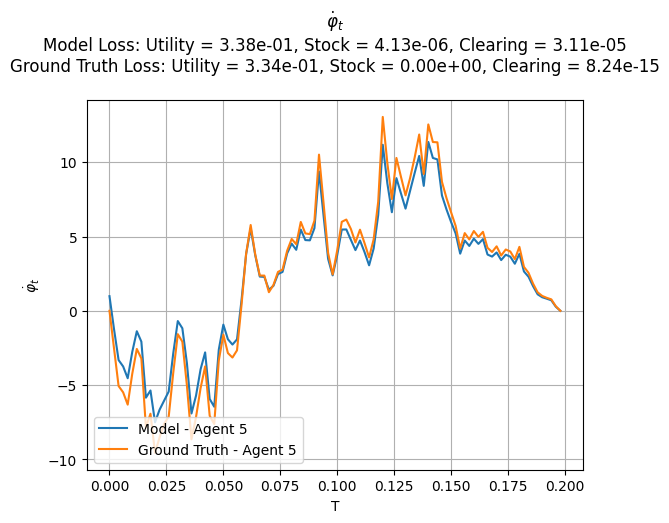 φ̇ₜ
Model Loss: Utility = 3.38e-01, Stock = 4.13e-06, Clearing = 3.11e-05
Ground Truth Loss: Utility = 3.34e-01, Stock = 0.00e+00, Clearing = 8.24e-15
φ̇ₜ
10
5
0
−5
−10
Model - Agent 5
Ground Truth - Agent 5
0.000 0.025 0.050 0.075 0.100 0.125 0.150 0.175 0.200
T